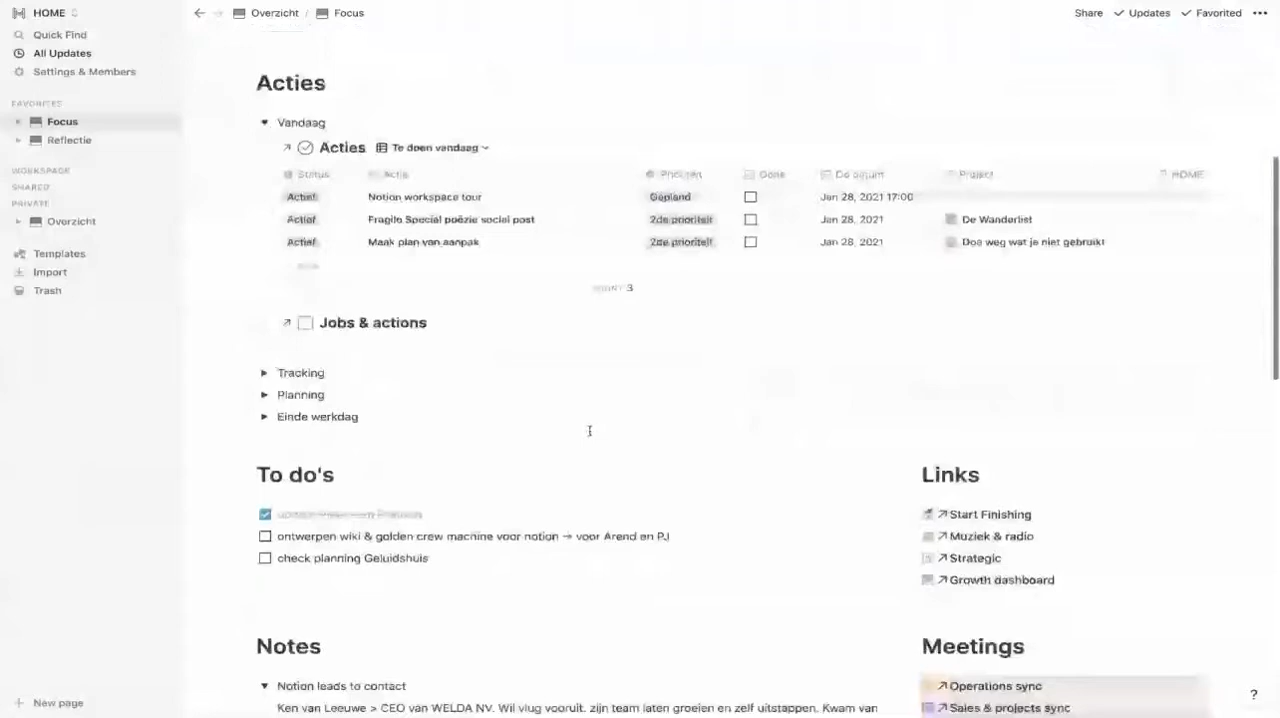 HOME
Overzicht / Focus
Share
Updates
Favorited
Quick Find
All Updates
Settings & Members
FAVORITES
Focus
Reflectie
WORKSPACE
SHARED
PRIVATE
Overzicht
Templates
Import
Trash
New page
Acties
Vandaag
Acties
Te doen vandaag
Status
Actie
Prioriteit
Done
Do datum
Project
HOME
Actief Notion workspace tour Gepland Jan 28, 2021 17:00
Actief Fragile Special poëzie social post 2de prioriteit Jan 28, 2021 De Wanderlist
Actief Maak plan van aanpak 2de prioriteit Jan 28, 2021 Doe weg wat je niet gebruikt
COUNT 3
Jobs & actions
Tracking
Planning
Einde werkdag
To do's
ontwerpen wiki & golden crew machine voor notion → voor Arend en PJ
check planning Geluidshuis
Links
Start Finishing
Muziek & radio
Strategic
Growth dashboard
Notes
Notion leads to contact
Ken van Leeuwe > CEO van WELDA NV. Wil vlug vooruit. zijn team laten groeien en zelf uitstappen. Kwam van
Meetings
Operations sync
Sales & projects sync
?